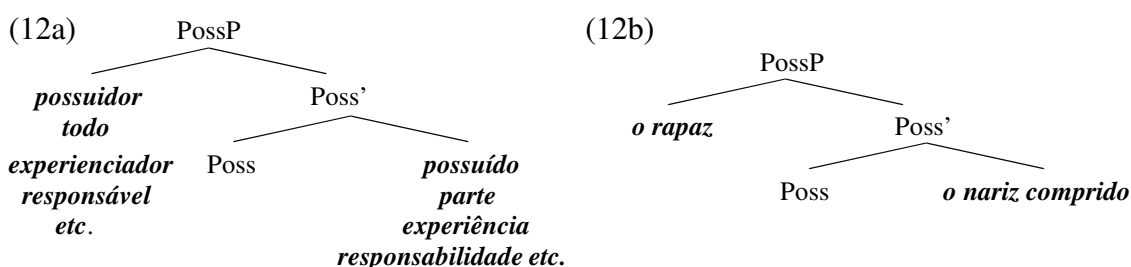 (12a) PossP
possuidor Poss’
todo
experienciador Poss possuído
responsável parte
etc. experiência
responsabilidade etc.
(12b)
PossP
o rapaz Poss’
Poss o nariz comprido